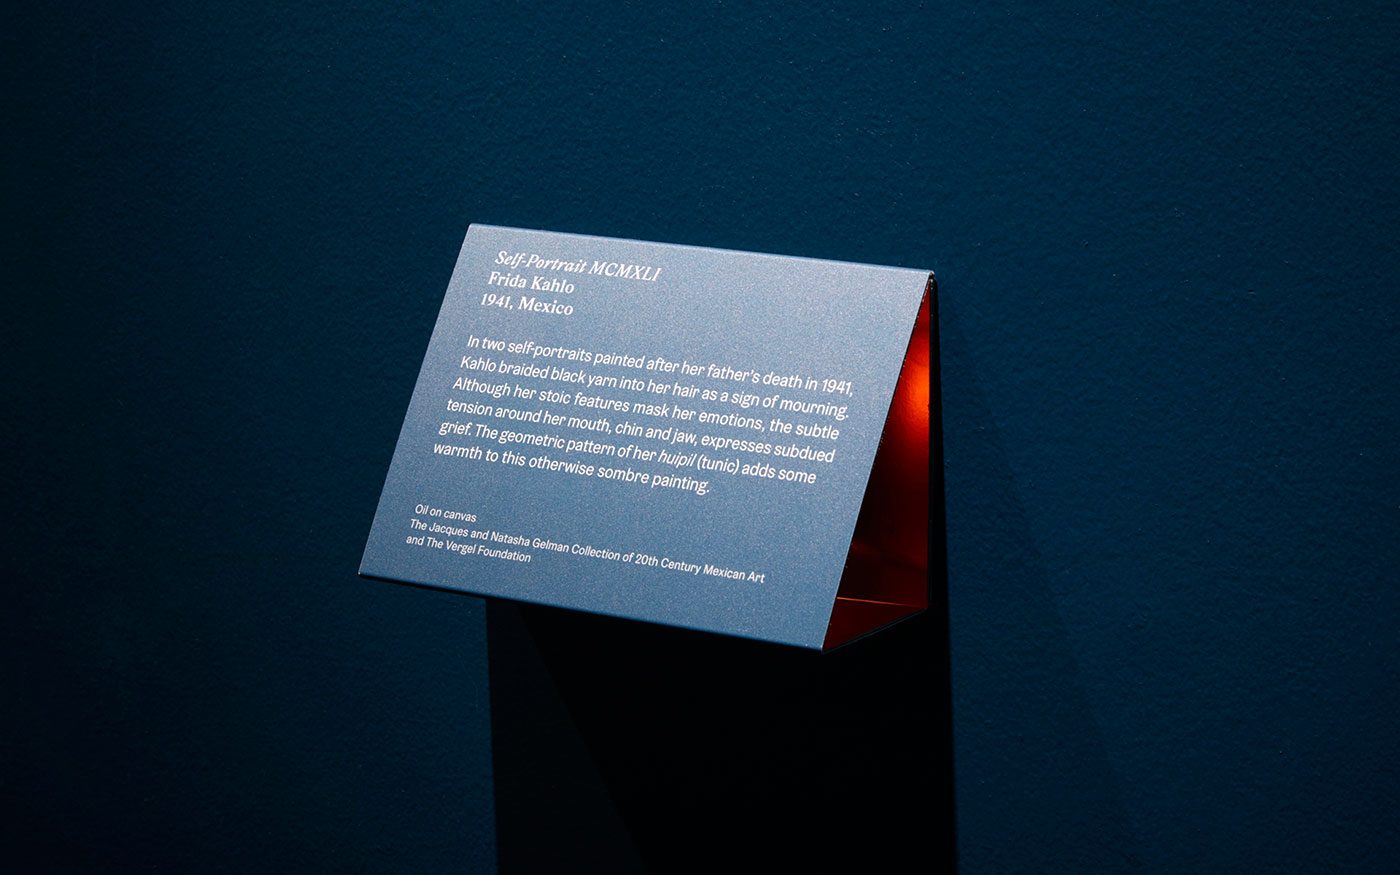 Self-Portrait MCMXLI
Frida Kahlo
1941, Mexico
In two self-portraits painted after her father's death in 1941,
Kahlo braided black yarn into her hair as a sign of mourning.
Although her stoic features mask her emotions, the subtle
tension around her mouth, chin and jaw, expresses subdued
grief. The geometric pattern of her huipil (tunic) adds some
warmth to this otherwise sombre painting.
Oil on canvas
The Jacques and Natasha Gelman Collection of 20th Century Mexican Art
and The Vergel Foundation